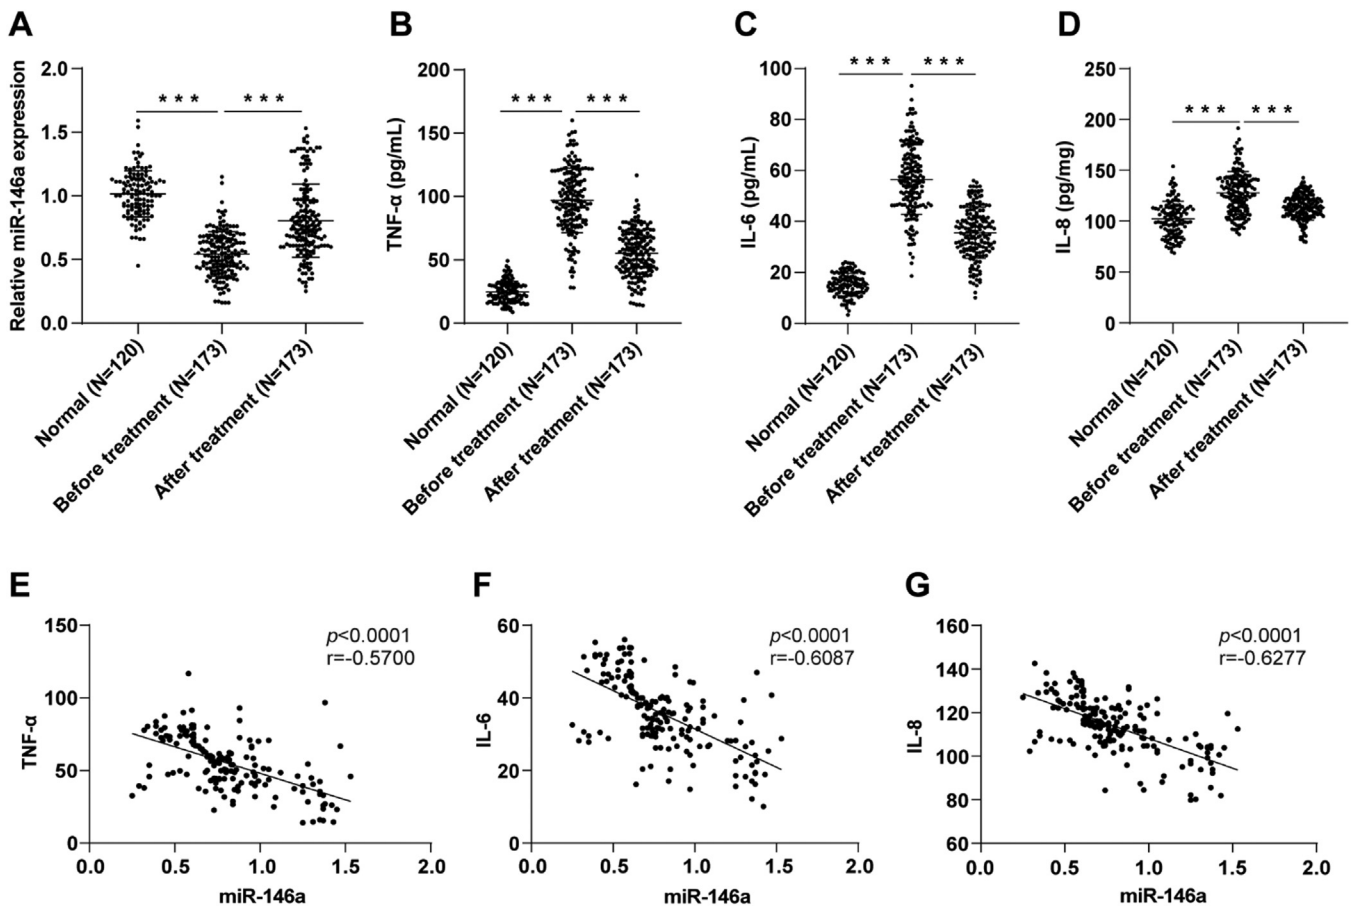 A
Relative miR-146a expression
2.0
1.5
1.0
0.5
0.0
* * *
* * *
Normal (N=120)
Before treatment (N=173)
After treatment (N=173)
B
TNF-α (pg/mL)
200
150
100
50
0
* * *
* * *
Normal (N=120)
Before treatment (N=173)
After treatment (N=173)
C
IL-6 (pg/mL)
100
80
60
40
20
0
* * *
* * *
Normal (N=120)
Before treatment (N=173)
After treatment (N=173)
D
IL-8 (pg/mg)
250
200
150
100
50
0
* * *
* * *
Normal (N=120)
Before treatment (N=173)
After treatment (N=173)
E
TNF-α
150
100
50
0
p<0.0001
r=-0.5700
0.0 0.5 1.0 1.5 2.0
miR-146a
F
IL-6
60
40
20
0
p<0.0001
r=-0.6087
0.0 0.5 1.0 1.5 2.0
miR-146a
G
IL-8
160
140
120
100
80
60
p<0.0001
r=-0.6277
0.0 0.5 1.0 1.5 2.0
miR-146a